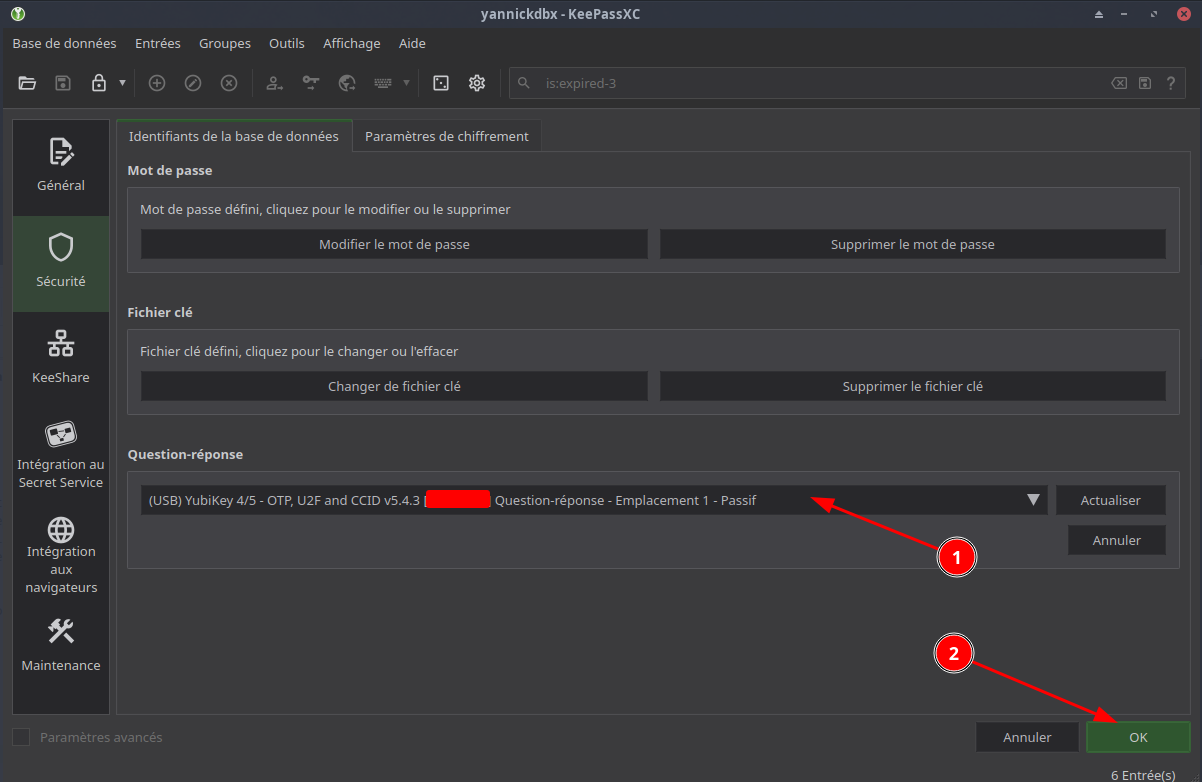 yannickdbx - KeePassXC
Base de données Entrées Groupes Outils Affichage Aide
is:expired-3
?
Général
Sécurité
KeeShare
Intégration au
Secret Service
Intégration
aux
navigateurs
Maintenance
Identifiants de la base de données Paramètres de chiffrement
Mot de passe
Mot de passe défini, cliquez pour le modifier ou le supprimer
Modifier le mot de passe Supprimer le mot de passe
Fichier clé
Fichier clé défini, cliquez pour le changer ou l'effacer
Changer de fichier clé Supprimer le fichier clé
Question-réponse
(USB) YubiKey 4/5 - OTP, U2F and CCID v5.4.3 [ Question-réponse - Emplacement 1 - Passif Actualiser
Annuler
1
2
Paramètres avancés Annuler OK
6 Entrée(s)